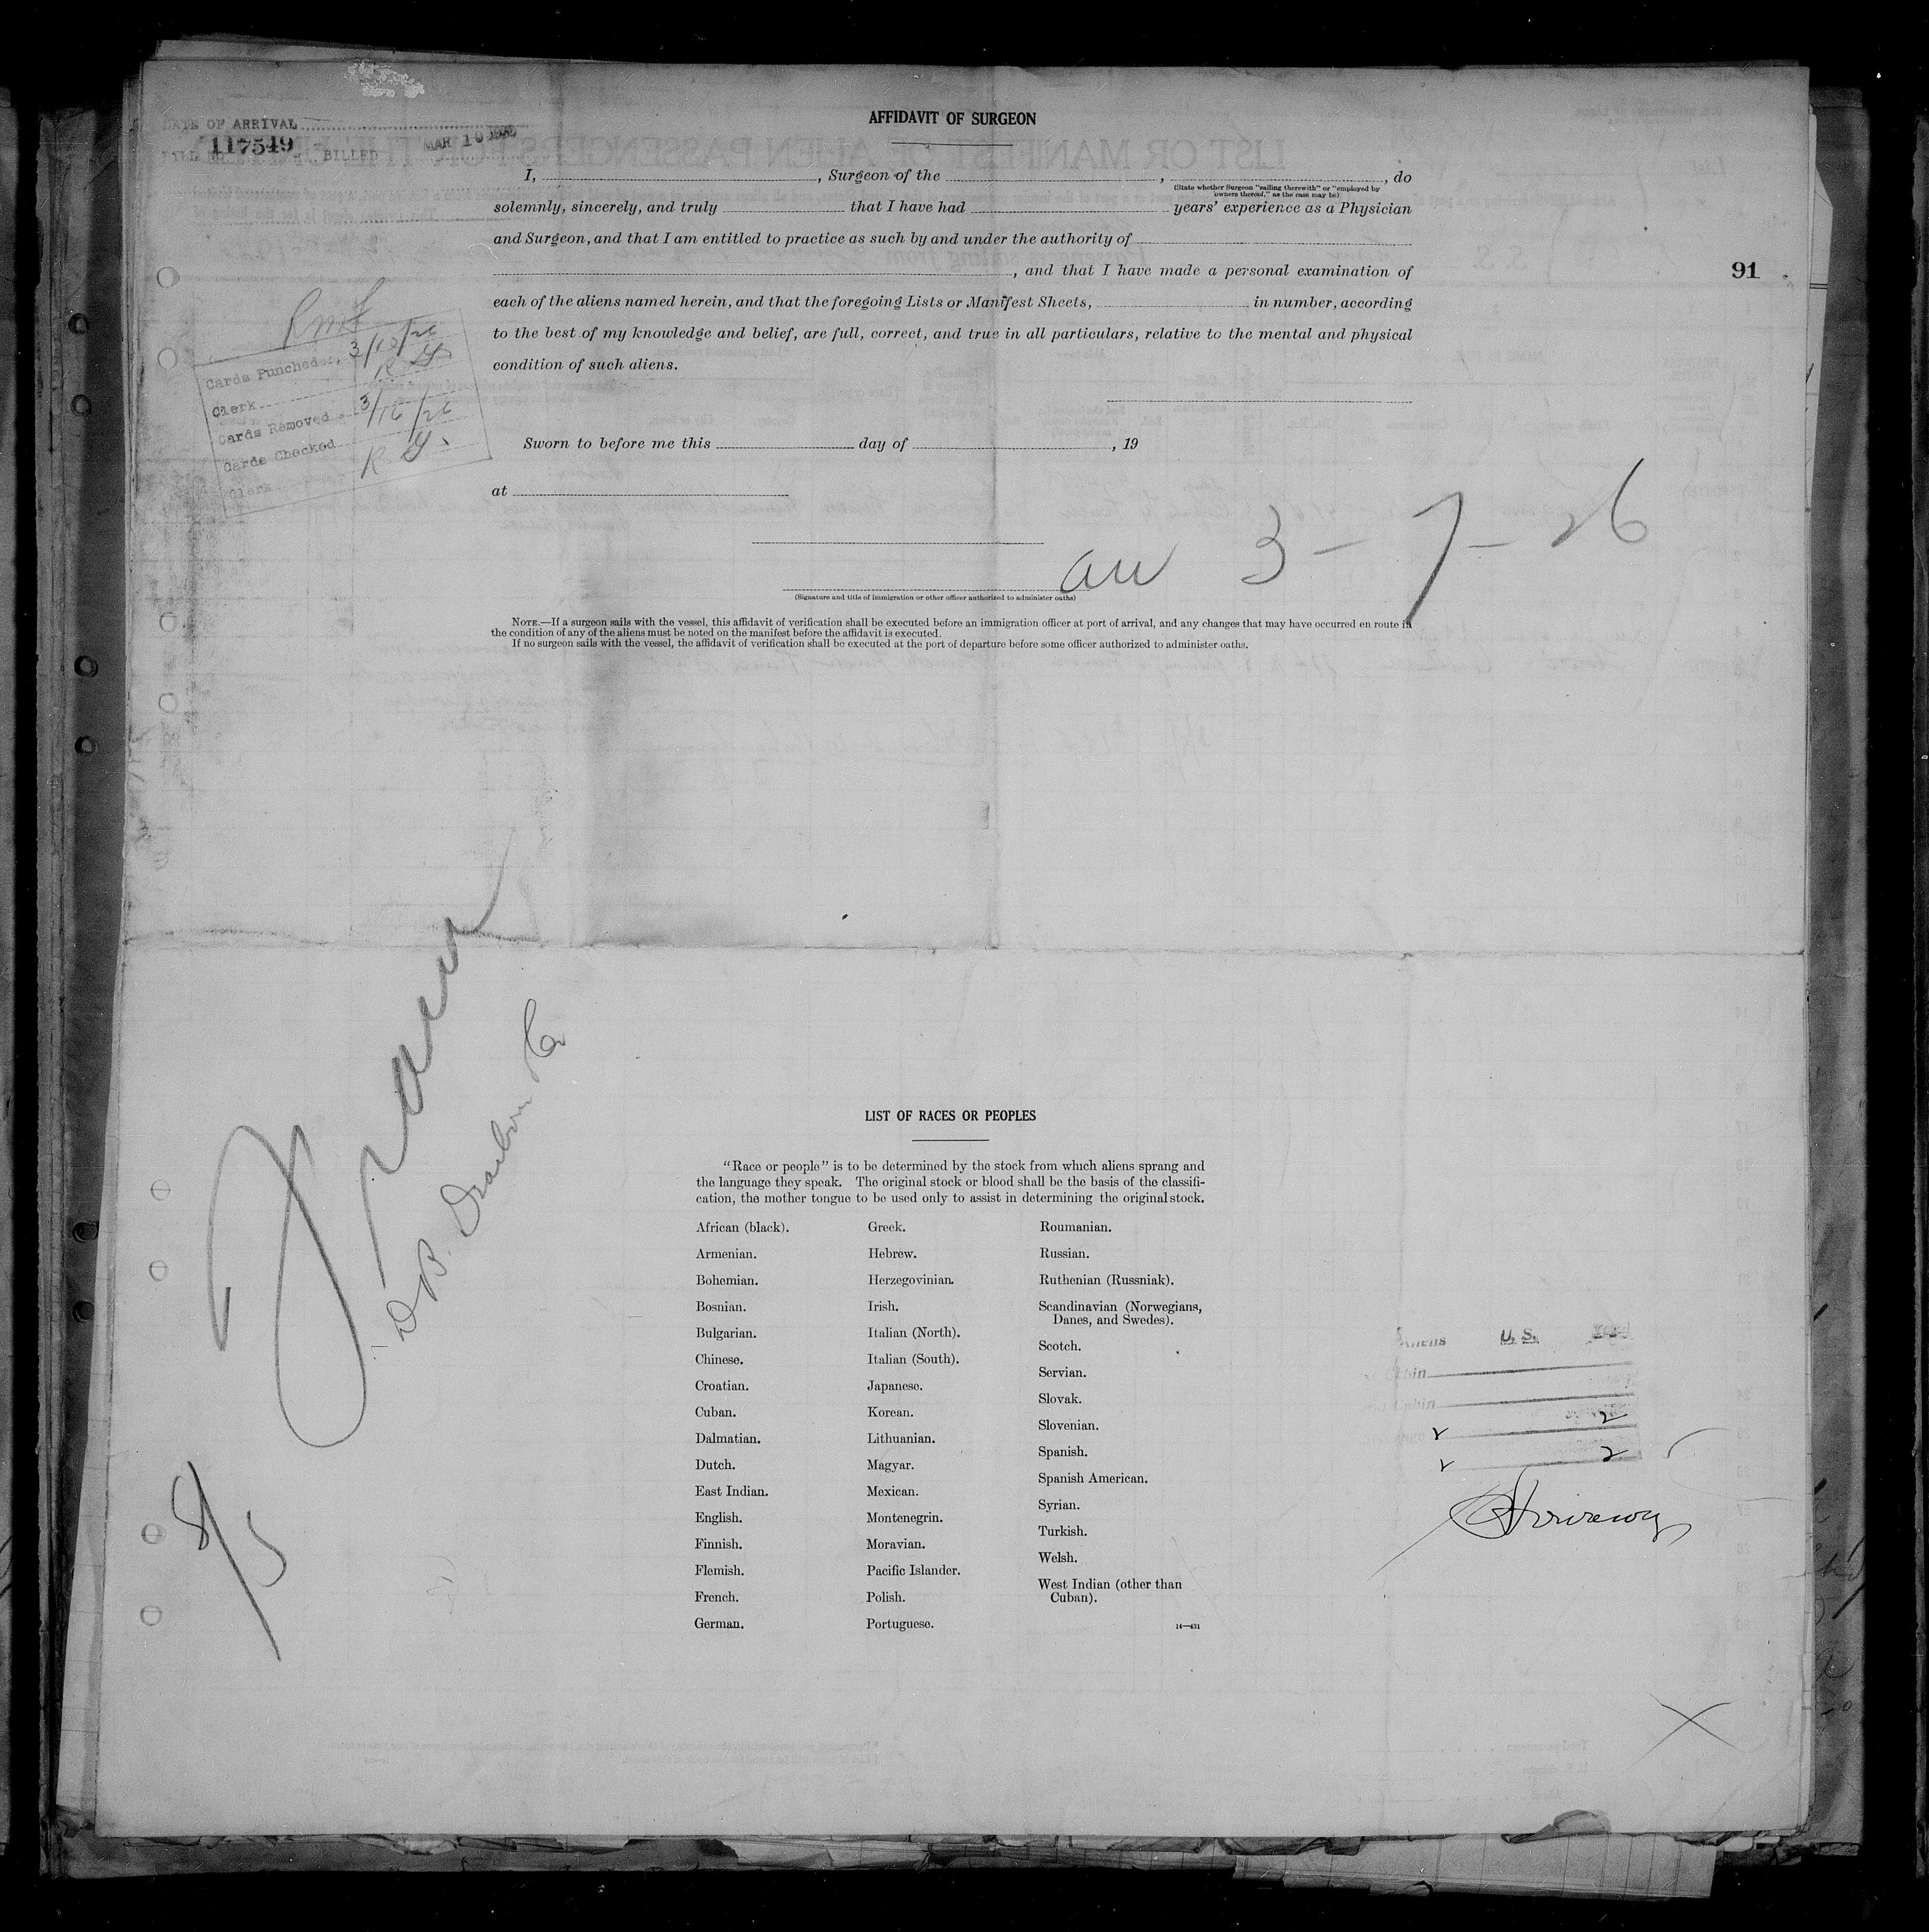 AFFIDAVIT OF SURGEON
DATE OF ARRIVAL
117549 BILLED MAR 10 1926
I, , Surgeon of the , , do
(State whether Surgeon "sailing therewith" or "employed by
owners thereof," as the case may be)
solemnly, sincerely, and truly that I have had years' experience as a Physician
and Surgeon, and that I am entitled to practice as such by and under the authority of
, and that I have made a personal examination of
91
each of the aliens named herein, and that the foregoing Lists or Manifest Sheets, in number, according
to the best of my knowledge and belief, are full, correct, and true in all particulars, relative to the mental and physical
condition of such aliens.
Cards Punched
Clerk
Cards Removed 3/16/26
Cards Checked
Clerk
Sworn to before me this day of , 19
at
3-7-26
(Signature and title of immigration or other officer authorized to administer oaths)
NOTE.—If a surgeon sails with the vessel, this affidavit of verification shall be executed before an immigration officer at port of arrival, and any changes that may have occurred en route in
the condition of any of the aliens must be noted on the manifest before the affidavit is executed.
If no surgeon sails with the vessel, the affidavit of verification shall be executed at the port of departure before some officer authorized to administer oaths.
LIST OF RACES OR PEOPLES
"Race or people" is to be determined by the stock from which aliens sprang and
the language they speak. The original stock or blood shall be the basis of the classifi-
cation, the mother tongue to be used only to assist in determining the original stock.
African (black).
Armenian.
Bohemian.
Bosnian.
Bulgarian.
Chinese.
Croatian.
Cuban.
Dalmatian.
Dutch.
East Indian.
English.
Finnish.
Flemish.
French.
German.
Greek.
Hebrew.
Herzegovinian.
Irish.
Italian (North).
Italian (South).
Japanese.
Korean.
Lithuanian.
Magyar.
Mexican.
Montenegrin.
Moravian.
Pacific Islander.
Polish.
Portuguese.
Roumanian.
Russian.
Ruthenian (Russniak).
Scandinavian (Norwegians,
Danes, and Swedes).
Scotch.
Servian.
Slovak.
Slovenian.
Spanish.
Spanish American.
Syrian.
Turkish.
Welsh.
West Indian (other than
Cuban).
14—431
Aliens U. S. Total
Cabin
Cabin
2
2
8/5